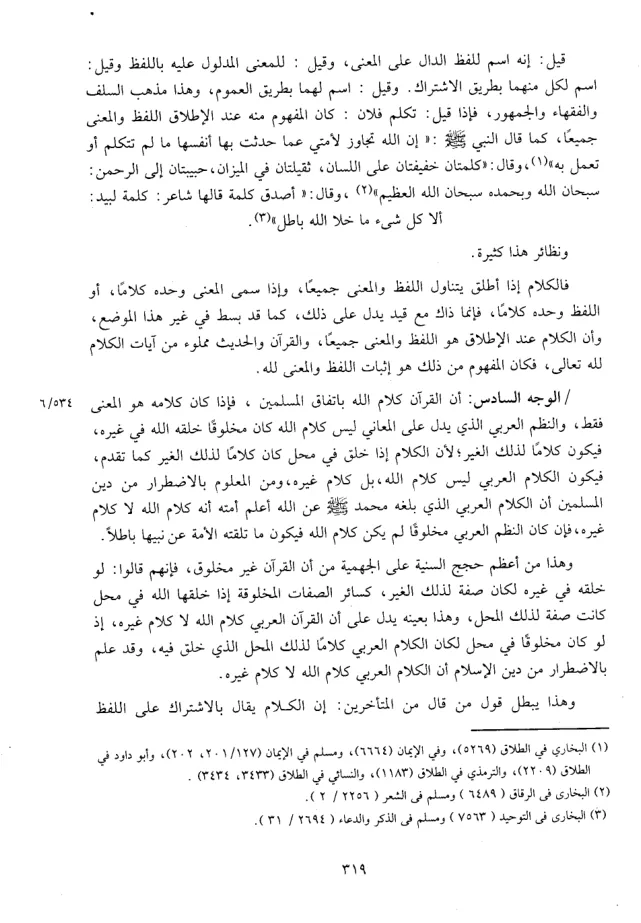 قيل: إنه اسم للفظ الدال على المعنى، وقيل : للمعنى المدلول عليه باللفظ وقيل:
اسم لكل منهما بطريق الاشتراك. وقيل : اسم لهما بطريق العموم، وهذا مذهب السلف
والفقهاء والجمهور، فإذا قيل: تكلم فلان : كان المفهوم منه عند الإطلاق اللفظ والمعنى
جميعًا، كما قال النبي ﷺ :« إن الله تجاوز لأمتي عما حدثت بها أنفسها ما لم تتكلم أو
تعمل به»(١)،وقال:«كلمتان خفيفتان على اللسان، ثقيلتان في الميزان،حبيبتان إلى الرحمن:
سبحان الله وبحمده سبحان الله العظيم»(٢) ،وقال:« أصدق كلمة قالها شاعر: كلمة لبيد:
ألا كل شىء ما خلا الله باطل»(٣).
ونظائر هذا كثيرة.
فالكلام إذا أطلق يتناول اللفظ والمعنى جميعًا، وإذا سمى المعنى وحده كلامًا، أو
اللفظ وحده كلامًا، فإنما ذاك مع قيد يدل على ذلك، كما قد بسط في غير هذا الموضع،
وأن الكلام عند الإطلاق هو اللفظ والمعنى جميعًا، والقرآن والحديث مملوء من آيات الكلام
لله تعالى، فكان المفهوم من ذلك هو إثبات اللفظ والمعنى لله.
٦/٥٣٤ / الوجه السادس: أن القرآن كلام الله باتفاق المسلمين ، فإذا كان كلامه هو المعنى
فقط، والنظم العربي الذي يدل على المعاني ليس كلام الله كان مخلوقًا خلقه الله في غيره،
فيكون كلامًا لذلك الغير؛لأن الكلام إذا خلق في محل كان كلامًا لذلك الغير كما تقدم،
فيكون الكلام العربي ليس كلام الله،بل كلام غيره،ومن المعلوم بالاضطرار من دين
المسلمين أن الكلام العربي الذي بلغه محمد ﷺ عن الله أعلم أمته أنه كلام الله لا كلام
غيره،فإن كان النظم العربي مخلوقًا لم يكن كلام الله فيكون ما تلقته الأمة عن نبيها باطلاً.
وهذا من أعظم حجج السنية على الجهمية من أن القرآن غير مخلوق، فإنهم قالوا: لو
خلقه في غيره لكان صفة لذلك الغير، كسائر الصفات المخلوقة إذا خلقها الله في محل
كانت صفة لذلك المحل، وهذا بعينه يدل على أن القرآن العربي كلام الله لا كلام غيره، إذ
لو كان مخلوقًا في محل لكان الكلام العربي كلامًا لذلك المحل الذي خلق فيه، وقد علم
بالاضطرار من دين الإسلام أن الكلام العربي كلام الله لا كلام غيره.
وهذا يبطل قول من قال من المتأخرين: إن الكلام يقال بالاشتراك على اللفظ
(١) البخاري في الطلاق (٥٢٦٩)، وفي الإيمان (٦٦٦٤)، ومسلم في الإيمان (٢٠١/١٢٧، ٢٠٢)، وأبو داود في
الطلاق (٢٢٠٩)، والترمذي في الطلاق (١١٨٣)، والنسائي في الطلاق (٣٤٣٣، ٣٤٣٤) .
(٢) البخارى فى الرقاق ( ٦٤٨٩ ) ومسلم فى الشعر ( ٢٢٥٦ / ٢ ).
(٣) البخارى فى التوحيد ( ٧٥٦٣ ) ومسلم فى الذكر والدعاء ( ٢٦٩٤ / ٣١ ).
٣١٩